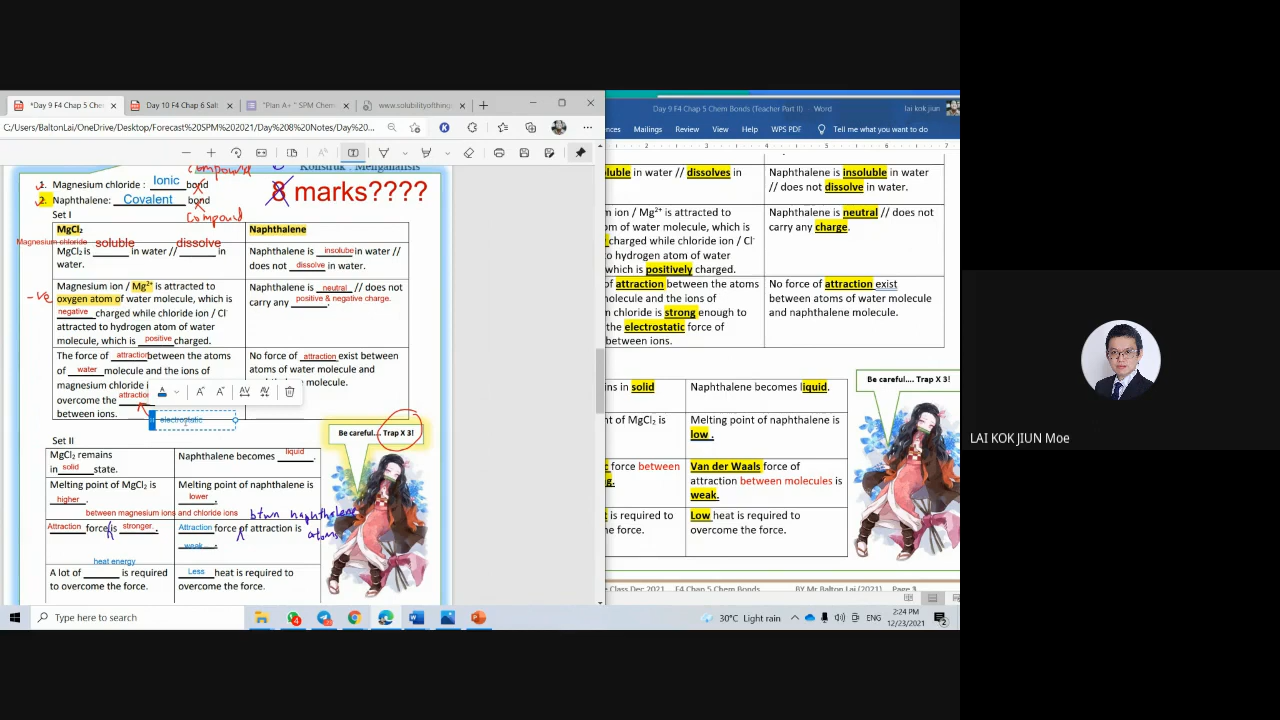 *Day 9 F4 Chap 5 Che
Day 10 F4 Chap 6 Salt
"Plan A+" SPM Chem
www.solubilityofthing
C:/Users/BaltonLai/OneDrive/Desktop/Forecast%20SPM%202021/Day%208%20Notes/Day%20...
Day 9 F4 Chap 5 Chem Bonds (Teacher Part II) - Word
lai kok jiun
Mailings Review View Help WPS PDF Tell me what you want to do
compound
Konstruk : Menganalisis
1. Magnesium chloride : Ionic bond
8 marks????
2. Naphthalene: Covalent bond
Compound
Set I
MgCl2
Naphthalene
Magnesium chloride soluble dissolve
MgCl2 is ______ in water // ______ in
water.
Naphthalene is insolube in water //
does not dissolve in water.
Magnesium ion / Mg2+ is attracted to
-ve
oxygen atom of water molecule, which is
negative charged while chloride ion / Cl-
attracted to hydrogen atom of water
molecule, which is positive charged.
Naphthalene is neutral // does not
carry any positive & negative charge.
The force of attraction between the atoms
of water molecule and the ions of
magnesium chloride i
overcome the attraction
between ions.
No force of attraction exist between
atoms of water molecule and
molecule.
electrostatic
Be careful.... Trap X 3!
Set II
MgCl2 remains
in solid state.
Naphthalene becomes liquid.
Melting point of MgCl2 is
higher.
Melting point of naphthalene is
lower.
between magnesium ions and chloride ions
btwn naphthalene
atoms
Attraction force is stronger.
Attraction force of attraction is
weak.
heat energy
A lot of ______ is required
to overcome the force.
Less heat is required to
overcome the force.
luble in water // dissolves in
Naphthalene is insoluble in water
// does not dissolve in water.
n ion / Mg2+ is attracted to
om of water molecule, which is
charged while chloride ion / Cl-
to hydrogen atom of water
which is positively charged.
Naphthalene is neutral // does not
carry any charge.
of attraction between the atoms
molecule and the ions of
m chloride is strong enough to
the electrostatic force of
between ions.
No force of attraction exist
between atoms of water molecule
and naphthalene molecule.
ins in solid
Naphthalene becomes liquid.
nt of MgCl2 is
Melting point of naphthalene is
low .
c force between
g.
Van der Waals force of
attraction between molecules is
weak.
t is required to
he force.
Low heat is required to
overcome the force.
Be careful.... Trap X 3!
Class Dec 2021 F4 Chap 5 Chem Bonds BY Mr Balton Lai (2021) Page 3
LAI KOK JIUN Moe
Type here to search
30°C Light rain
ENG
2:24 PM
12/23/2021